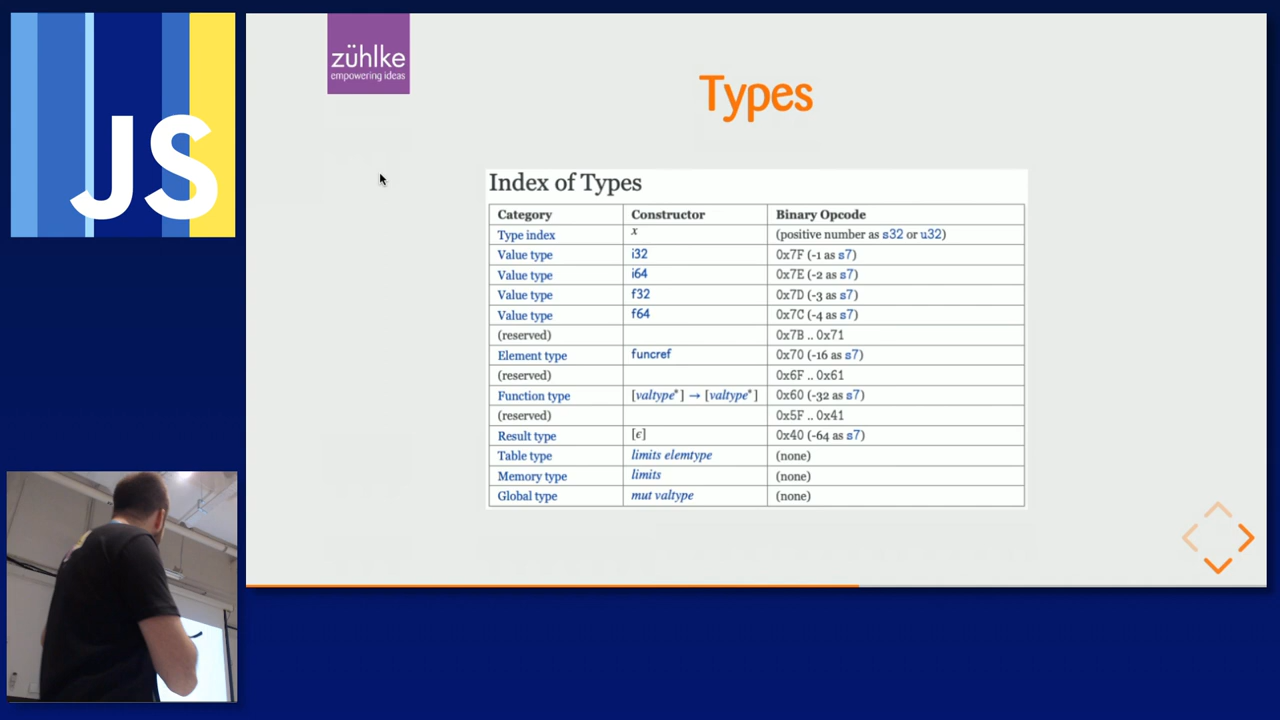 JS
zühlke
empowering ideas
Types
Index of Types
Category Constructor Binary Opcode
Type index x (positive number as s32 or u32)
Value type i32 0x7F (-1 as s7)
Value type i64 0x7E (-2 as s7)
Value type f32 0x7D (-3 as s7)
Value type f64 0x7C (-4 as s7)
(reserved) 0x7B .. 0x71
Element type funcref 0x70 (-16 as s7)
(reserved) 0x6F .. 0x61
Function type [valtype*] → [valtype*] 0x60 (-32 as s7)
(reserved) 0x5F .. 0x41
Result type [ϵ] 0x40 (-64 as s7)
Table type limits elemtype (none)
Memory type limits (none)
Global type mut valtype (none)